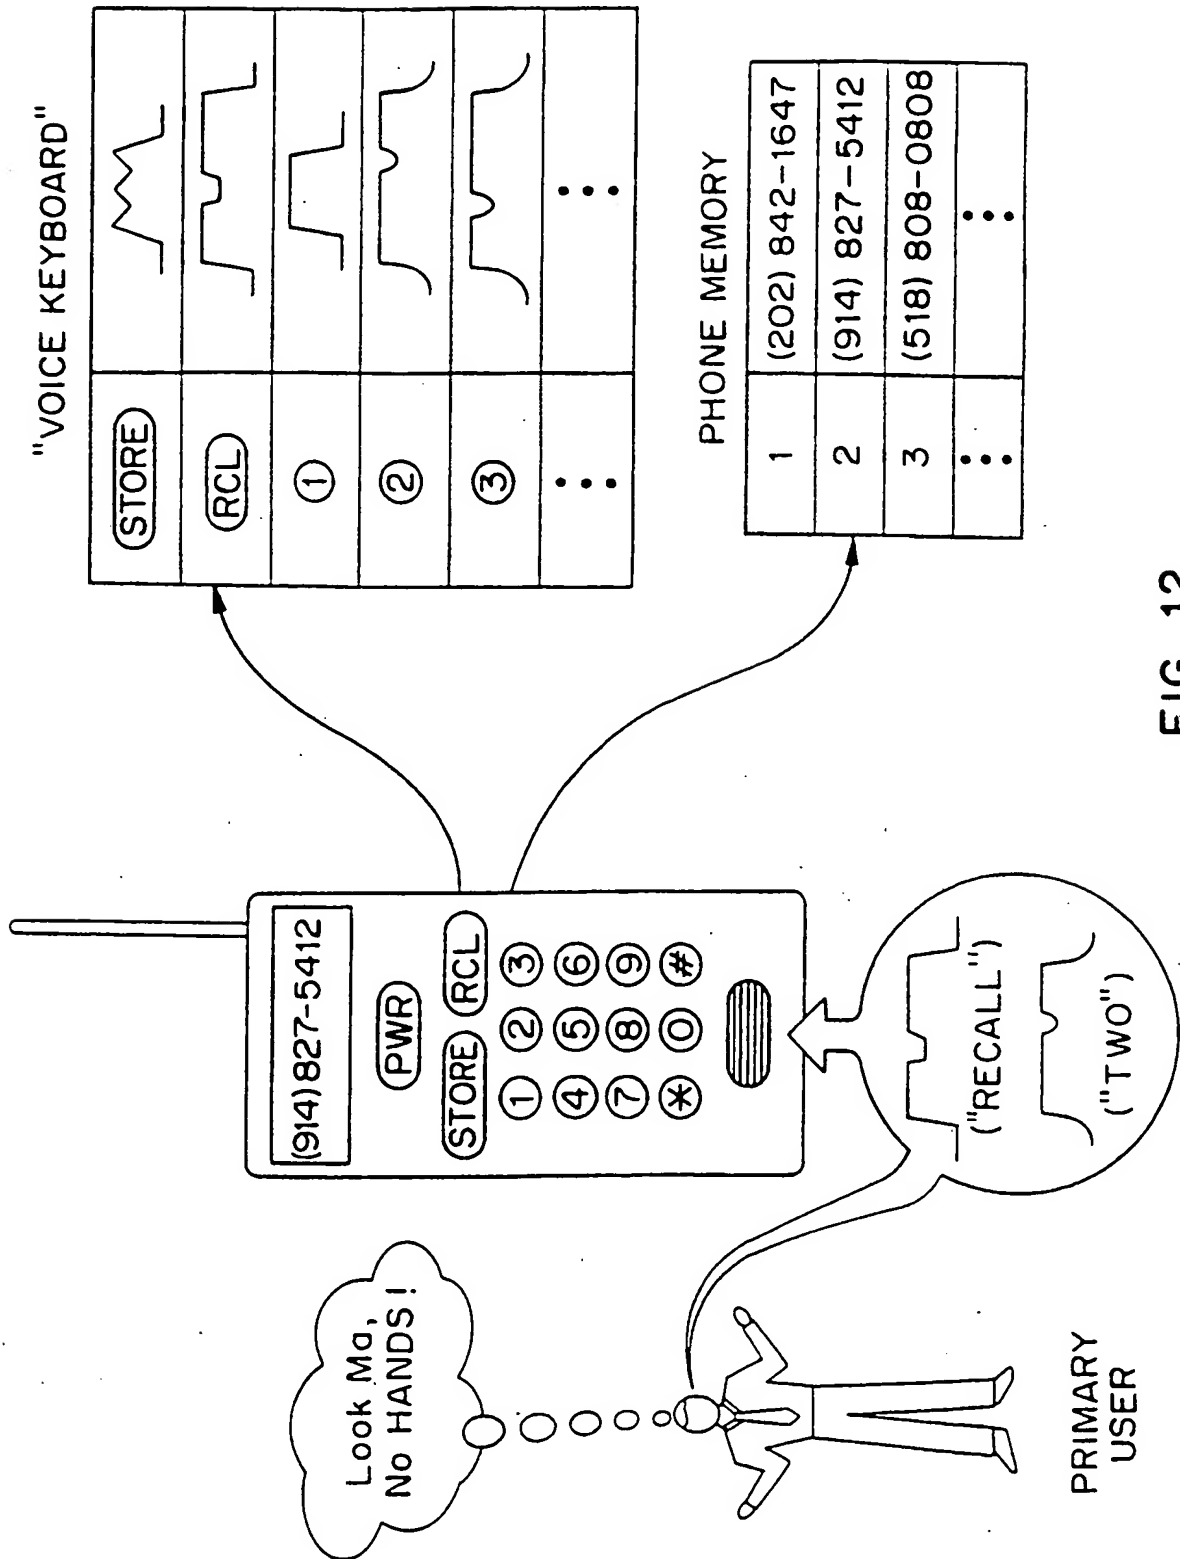 "VOICE KEYBOARD"
STORE
RCL
1
2
3
PHONE MEMORY
1 (202) 842-1647
2 (914) 827-5412
3 (518) 808-0808
(914) 827-5412
PWR
STORE RCL
1 2 3
4 5 6
7 8 9
* 0 #
("RECALL")
("TWO")
Look Ma,
No HANDS!
PRIMARY
USER
FIG. 12